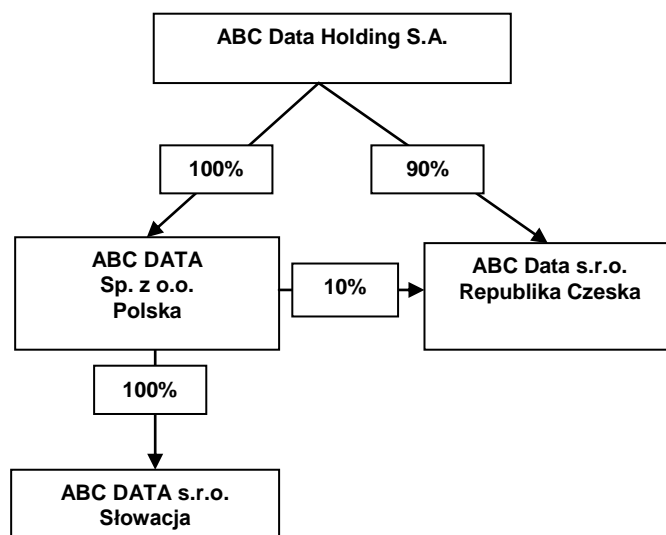 ABC Data Holding S.A.
100%
90%
ABC DATA
Sp. z o.o.
Polska
10%
ABC Data s.r.o.
Republika Czeska
100%
ABC DATA s.r.o.
Słowacja